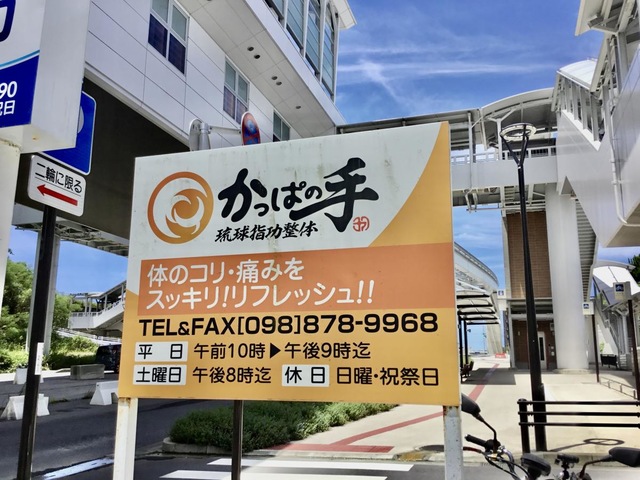 かっぱの手
琉球指功整体
体のコリ・痛みを
スッキリ!リフレッシュ!!
TEL&FAX[098]878-9968
平日 午前10時▶午後9時迄
土曜日 午後8時迄 休日 日曜・祝祭日
二輪に限る
90
日